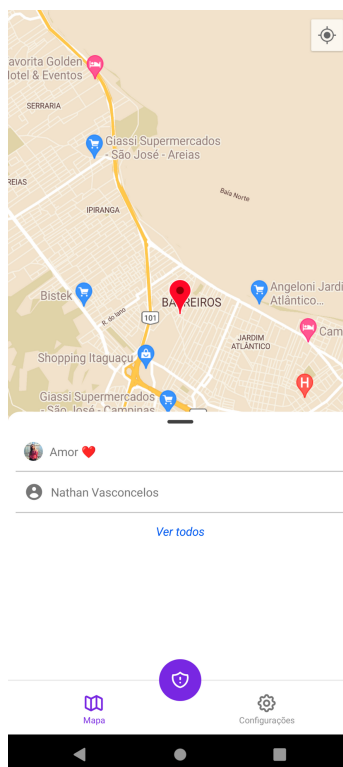 avorita Golden
Hotel & Eventos
SERRARIA
Giassi Supermercados
- São José - Areias
REIAS
Baía Norte
IPIRANGA
Bistek
Angeloni Jardi
Atlântico...
BARREIROS
R. do Iano
101
JARDIM
ATLÂNTICO
Cam
Shopping Itaguaçu
H
Giassi Supermercados
- São José - Campinas
Amor ❤️
Nathan Vasconcelos
Ver todos
Mapa
Configurações